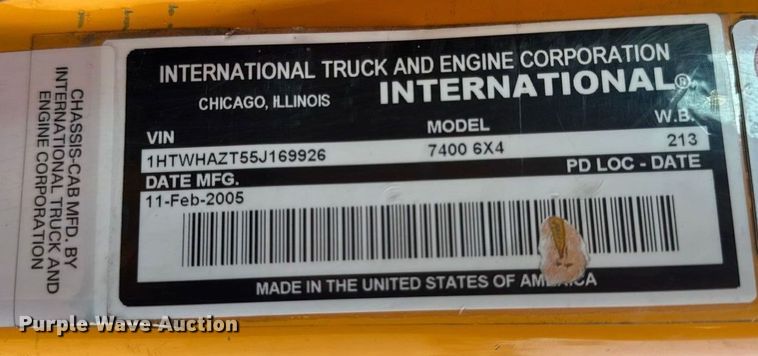 CHASSIS-CAB MFD. BY
INTERNATIONAL TRUCK AND
ENGINE CORPORATION
INTERNATIONAL TRUCK AND ENGINE CORPORATION
CHICAGO, ILLINOIS INTERNATIONAL®
VIN MODEL W.B.
1HTWHAZT55J169926 7400 6X4 213
DATE MFG. PD LOC - DATE
11-Feb-2005
MADE IN THE UNITED STATES OF AMERICA
Purple Wave Auction